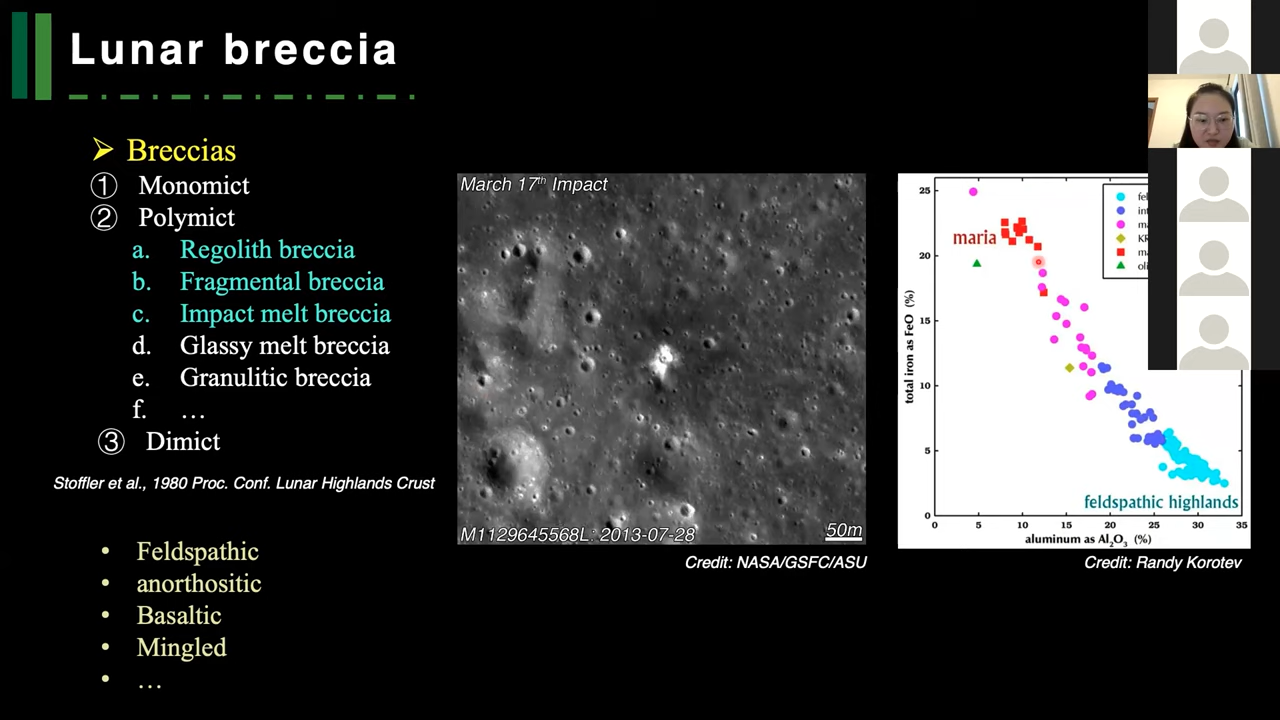 Lunar breccia
➢ Breccias
① Monomict
② Polymict
a. Regolith breccia
b. Fragmental breccia
c. Impact melt breccia
d. Glassy melt breccia
e. Granulitic breccia
f. …
③ Dimict
Stoffler et al., 1980 Proc. Conf. Lunar Highlands Crust
• Feldspathic
• anorthositic
• Basaltic
• Mingled
• …
March 17th Impact
M1129645568L: 2013-07-28
50m
Credit: NASA/GSFC/ASU
25
20
15
10
5
0
total iron as FeO (%)
maria
feldspathic highlands
0 5 10 15 20 25 30 35
aluminum as Al₂O₃ (%)
Credit: Randy Korotev